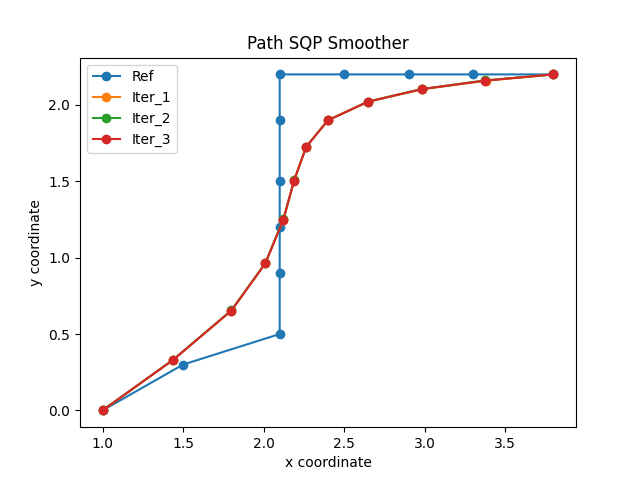 Path SQP Smoother
Ref
Iter_1
Iter_2
Iter_3
y coordinate
2.0
1.5
1.0
0.5
0.0
1.0 1.5 2.0 2.5 3.0 3.5
x coordinate